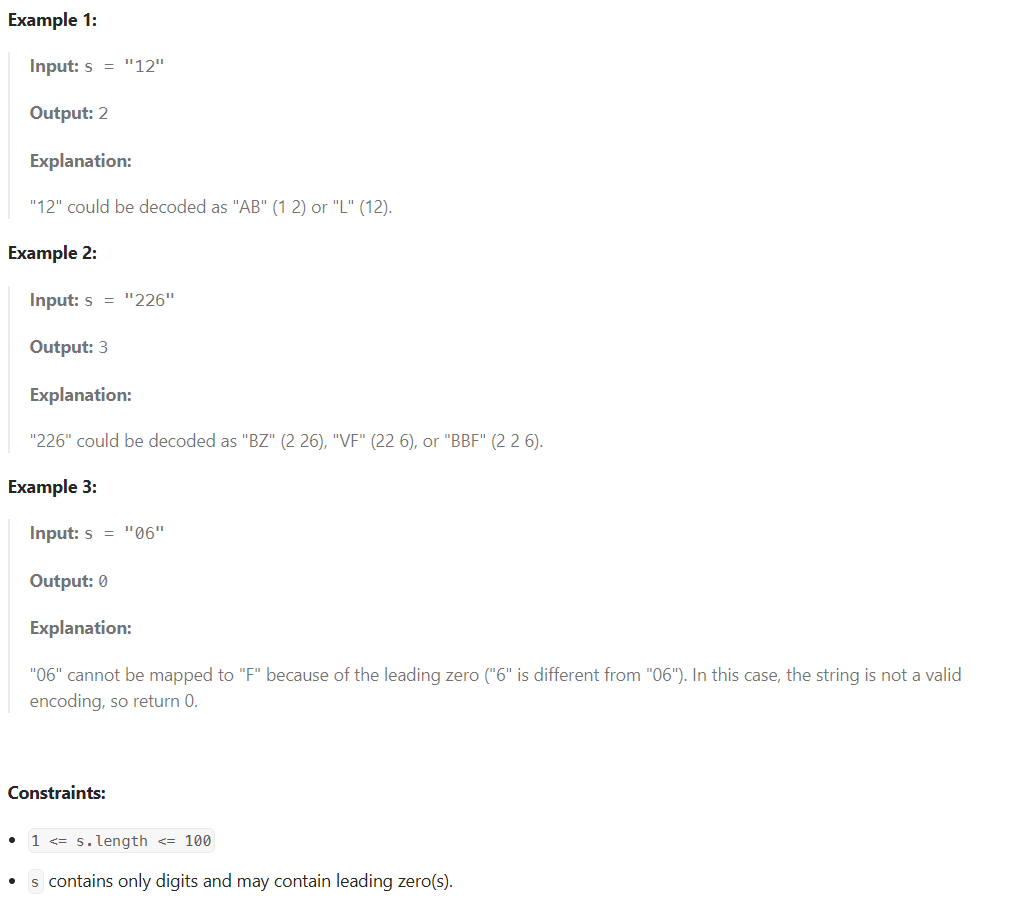 Example 1:
Input: s = "12"
Output: 2
Explanation:
"12" could be decoded as "AB" (1 2) or "L" (12).
Example 2:
Input: s = "226"
Output: 3
Explanation:
"226" could be decoded as "BZ" (2 26), "VF" (22 6), or "BBF" (2 2 6).
Example 3:
Input: s = "06"
Output: 0
Explanation:
"06" cannot be mapped to "F" because of the leading zero ("6" is different from "06"). In this case, the string is not a valid
encoding, so return 0.
Constraints:
• 1 <= s.length <= 100
• s contains only digits and may contain leading zero(s).